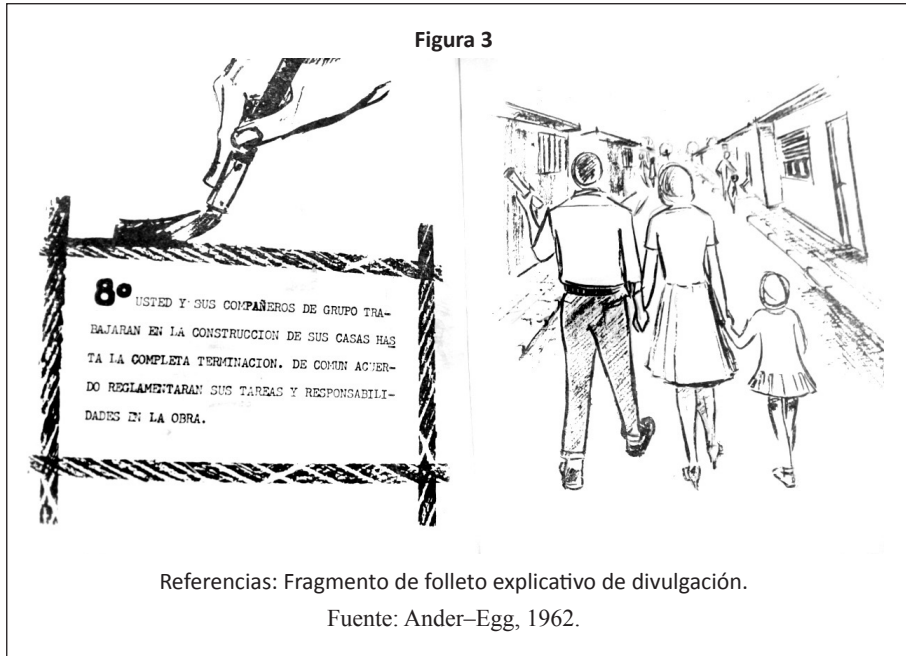 Figura 3
8º USTED Y SUS COMPAÑEROS DE GRUPO TRA-
BAJARAN EN LA CONSTRUCCION DE SUS CASAS HAS
TA LA COMPLETA TERMINACION. DE COMUN ACUER-
DO REGLAMENTARAN SUS TAREAS Y RESPONSABILI-
DADES EN LA OBRA.
Referencias: Fragmento de folleto explicativo de divulgación.
Fuente: Ander–Egg, 1962.